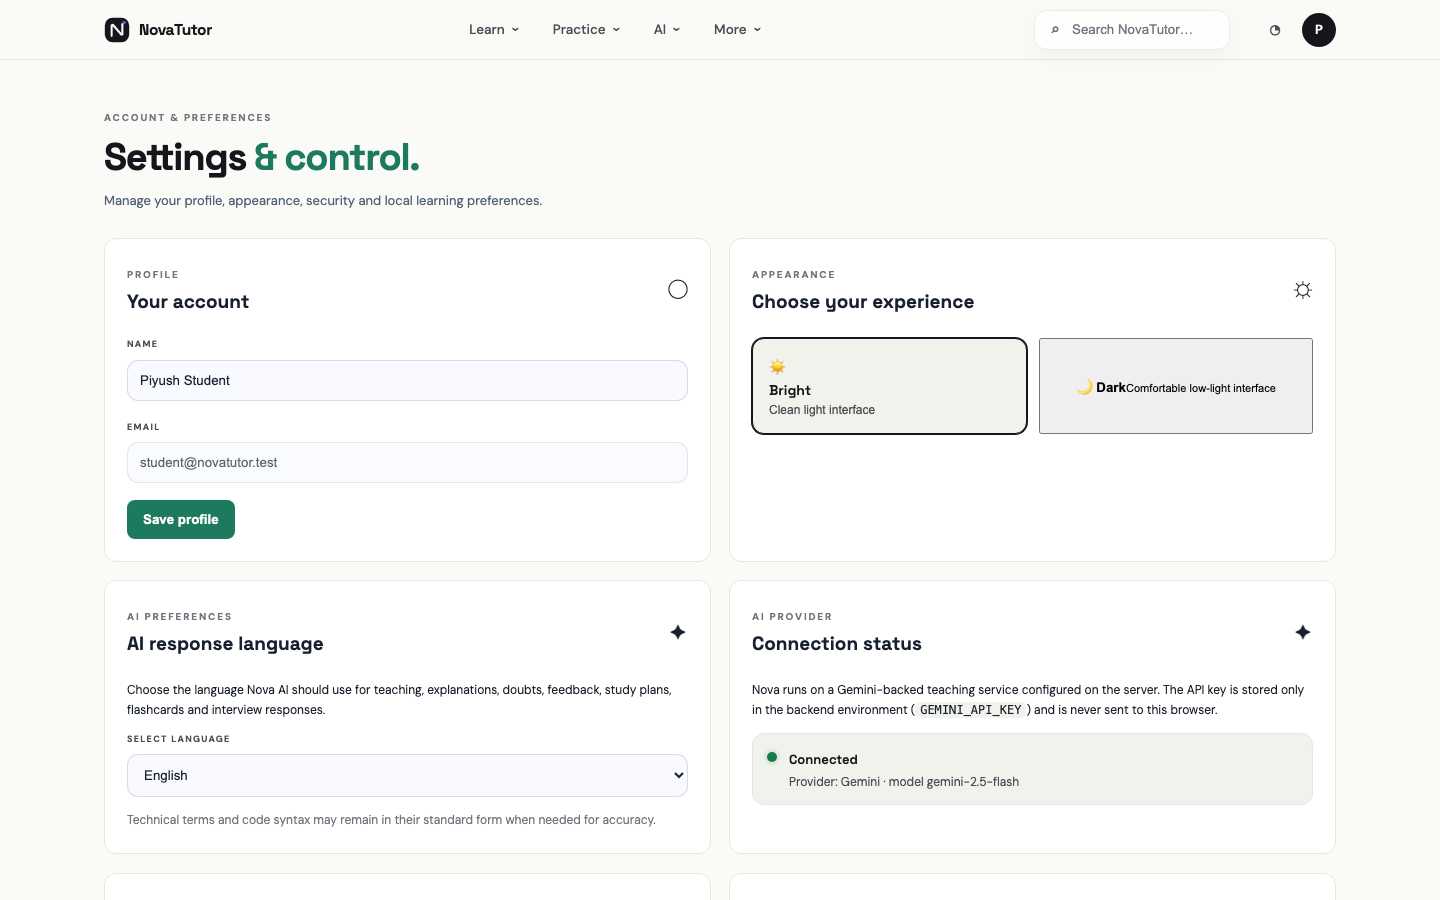 N NovaTutor
Learn
Practice
AI
More
Search NovaTutor...
P
ACCOUNT & PREFERENCES
Settings & control.
Manage your profile, appearance, security and local learning preferences.
PROFILE
Your account
NAME
Piyush Student
EMAIL
student@novatutor.test
Save profile
APPEARANCE
Choose your experience
Bright
Clean light interface
DarkComfortable low-light interface
AI PREFERENCES
AI response language
Choose the language Nova AI should use for teaching, explanations, doubts, feedback, study plans,
flashcards and interview responses.
SELECT LANGUAGE
English
Technical terms and code syntax may remain in their standard form when needed for accuracy.
AI PROVIDER
Connection status
Nova runs on a Gemini-backed teaching service configured on the server. The API key is stored only
in the backend environment ( GEMINI_API_KEY ) and is never sent to this browser.
Connected
Provider: Gemini · model gemini-2.5-flash